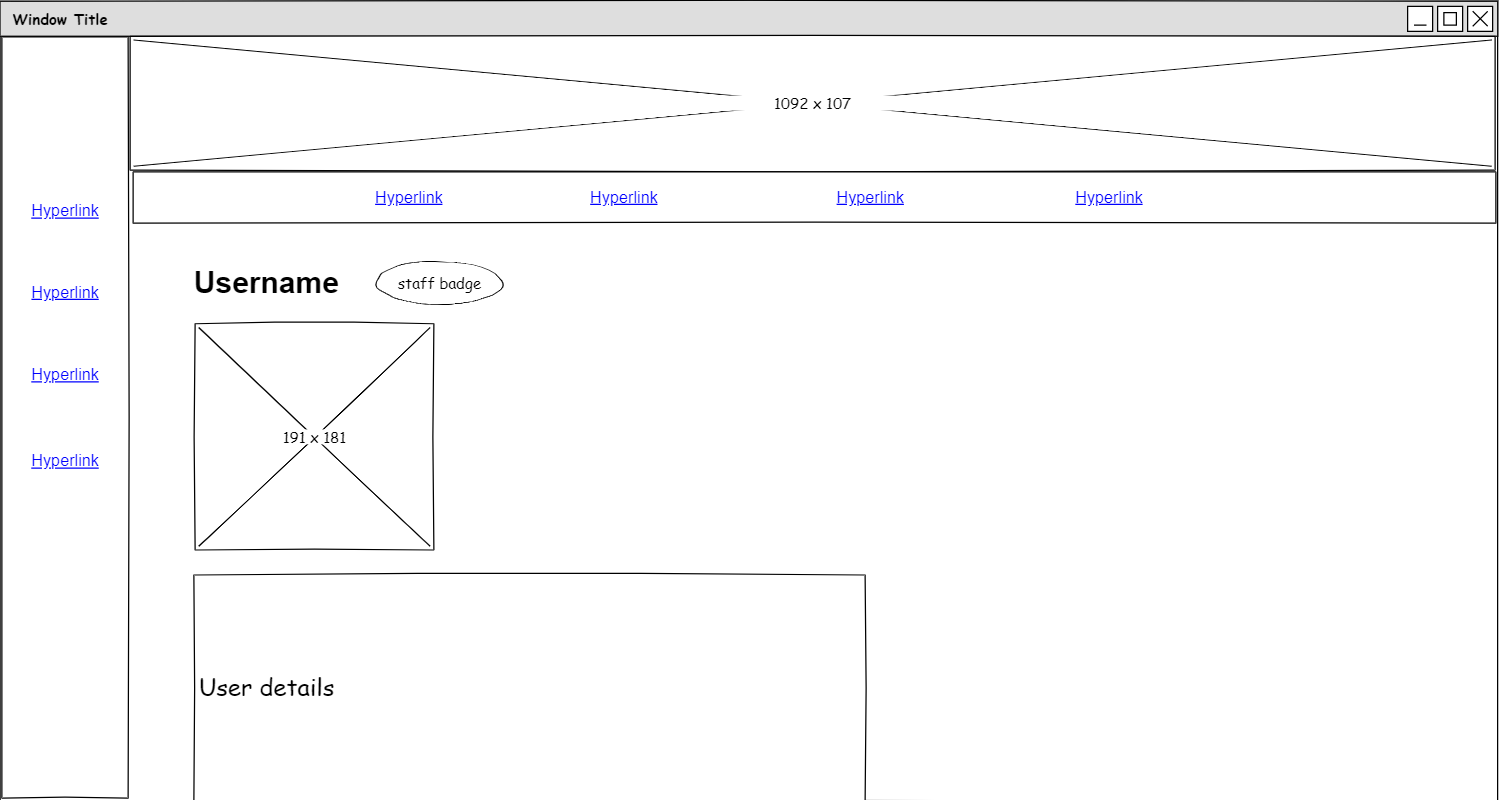 Window Title
1092 x 107
Hyperlink Hyperlink Hyperlink Hyperlink
Hyperlink
Hyperlink
Hyperlink
Hyperlink
Username staff badge
191 x 181
User details